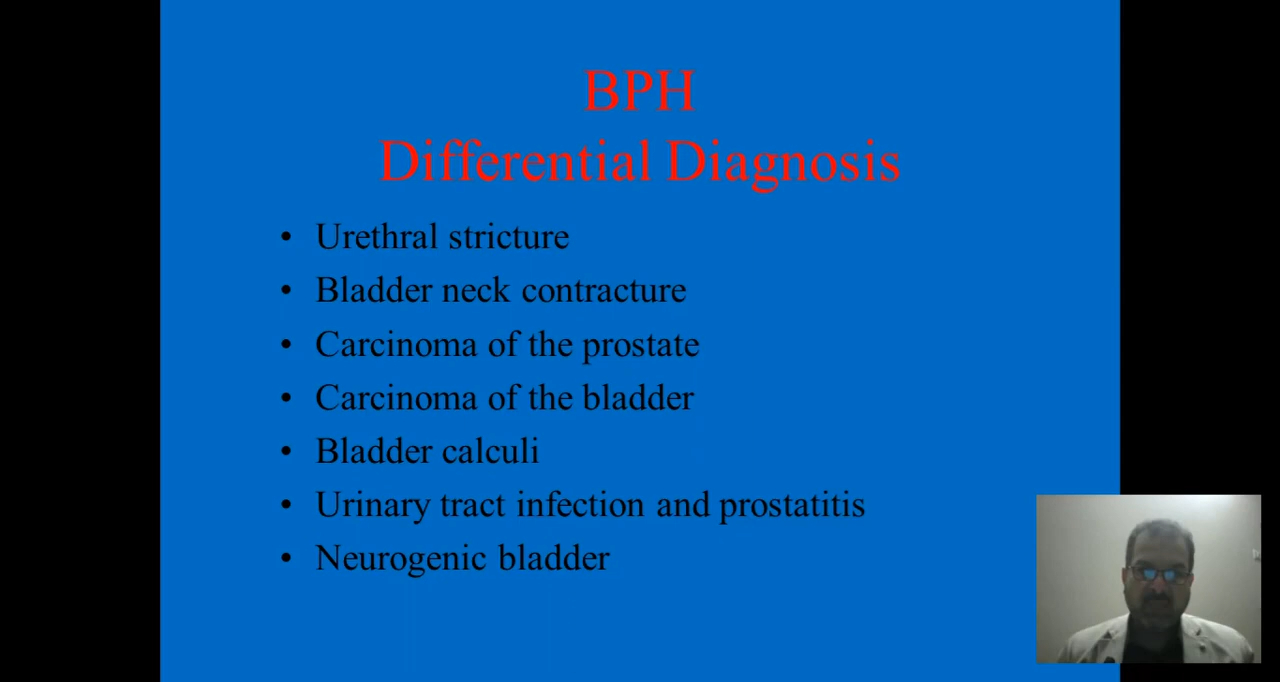 BPH
Differential Diagnosis
• Urethral stricture
• Bladder neck contracture
• Carcinoma of the prostate
• Carcinoma of the bladder
• Bladder calculi
• Urinary tract infection and prostatitis
• Neurogenic bladder